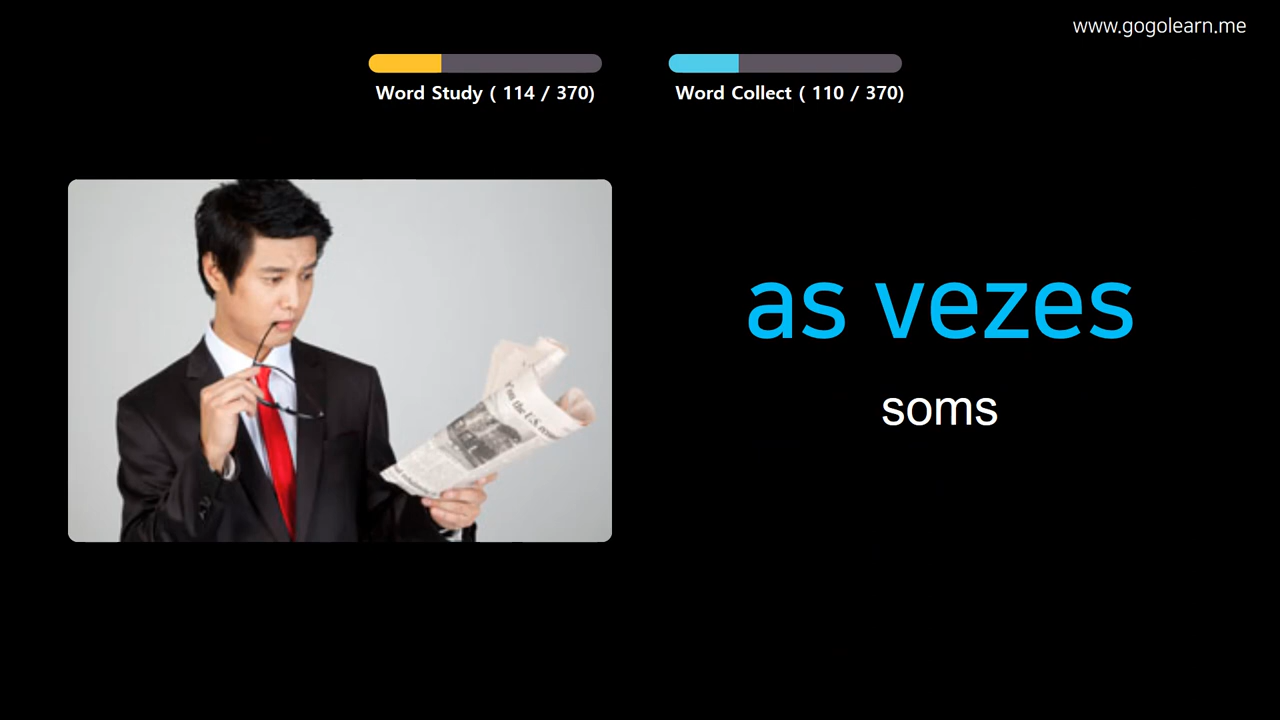 www.gogolearn.me
Word Study ( 114 / 370)
Word Collect ( 110 / 370)
as vezes
soms